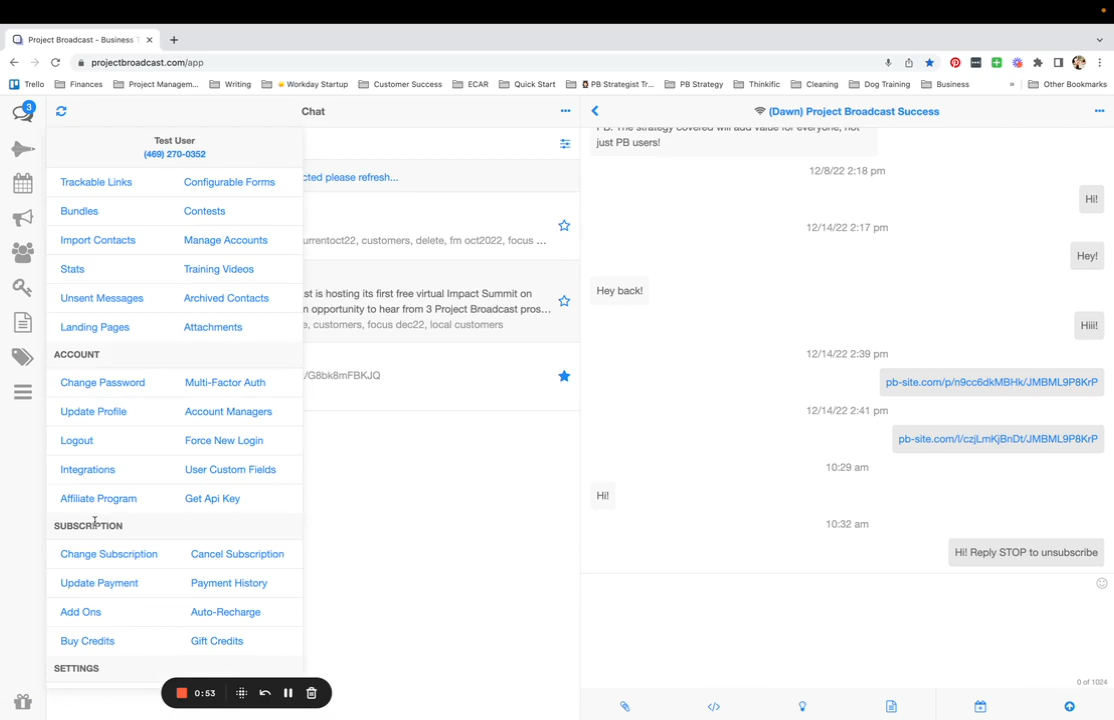 Project Broadcast - Business T
projectbroadcast.com/app
Trello
Finances
Project Managem...
Writing
Workday Startup
Customer Success
ECAR
Quick Start
PB Strategist Tr...
PB Strategy
Thinkific
Cleaning
Dog Training
Business
»
Other Bookmarks
3
Chat
(Dawn) Project Broadcast Success
Test User
(469) 270-0352
Trackable Links
Configurable Forms
Bundles
Contests
Import Contacts
Manage Accounts
Stats
Training Videos
Unsent Messages
Archived Contacts
Landing Pages
Attachments
ACCOUNT
Change Password
Multi-Factor Auth
Update Profile
Account Managers
Logout
Force New Login
Integrations
User Custom Fields
Affiliate Program
Get Api Key
SUBSCRIPTION
Change Subscription
Cancel Subscription
Update Payment
Payment History
Add Ons
Auto-Recharge
Buy Credits
Gift Credits
SETTINGS
0:53
cted please refresh...
urrentoct22, customers, delete, fm oct2022, focus ...
st is hosting its first free virtual Impact Summit on
n opportunity to hear from 3 Project Broadcast pros...
e, customers, focus dec22, local customers
/G8bk8mFBKJQ
PB. The strategy covered will add value for everyone, not
just PB users!
12/8/22 2:18 pm
Hi!
12/14/22 2:17 pm
Hey!
Hey back!
Hiii!
12/14/22 2:39 pm
pb-site.com/p/n9cc6dkMBHk/JMBML9P8KrP
12/14/22 2:41 pm
pb-site.com/l/czjLmKjBnDt/JMBML9P8KrP
10:29 am
Hi!
10:32 am
Hi! Reply STOP to unsubscribe
0 of 1024